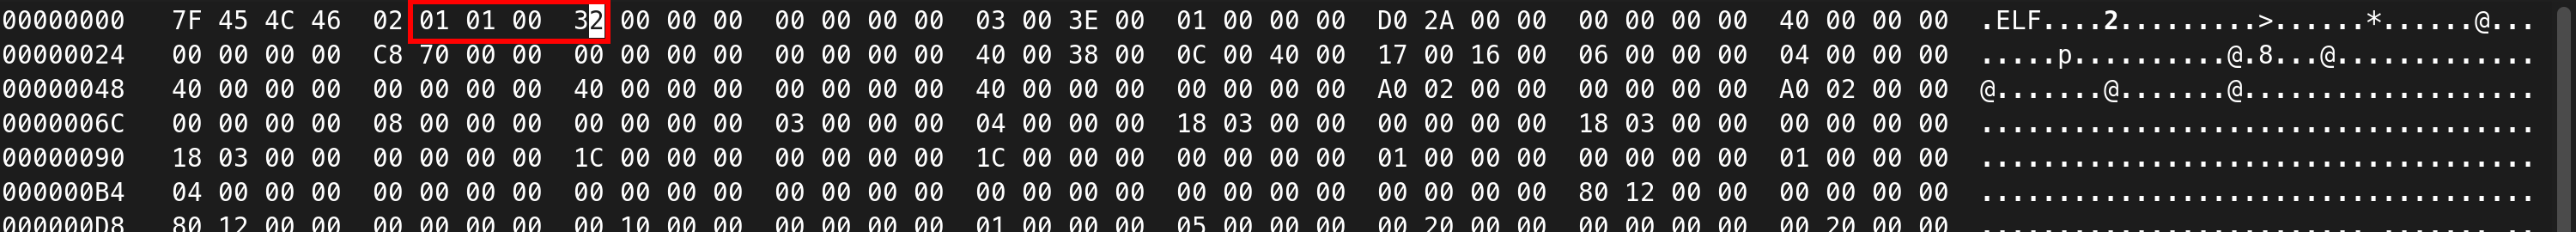 00000000 7F 45 4C 46 02 01 01 00 32 00 00 00 00 00 00 00 03 00 3E 00 01 00 00 00 D0 2A 00 00 00 00 00 00 40 00 00 00 .ELF....2.........>......*......@...
00000024 00 00 00 00 C8 70 00 00 00 00 00 00 00 00 00 00 40 00 38 00 0C 00 40 00 17 00 16 00 06 00 00 00 04 00 00 00 .....p..........@.8...@.............
00000048 40 00 00 00 00 00 00 00 40 00 00 00 00 00 00 00 40 00 00 00 00 00 00 00 A0 02 00 00 00 00 00 00 A0 02 00 00 @.......@.......@...................
0000006C 00 00 00 00 08 00 00 00 00 00 00 00 03 00 00 00 04 00 00 00 18 03 00 00 00 00 00 00 18 03 00 00 00 00 00 00 ....................................
00000090 18 03 00 00 00 00 00 00 1C 00 00 00 00 00 00 00 1C 00 00 00 00 00 00 00 01 00 00 00 00 00 00 00 01 00 00 00 ....................................
000000B4 04 00 00 00 00 00 00 00 00 00 00 00 00 00 00 00 00 00 00 00 00 00 00 00 00 00 00 00 80 12 00 00 00 00 00 00 ....................................
000000D8 80 12 00 00 00 00 00 00 00 10 00 00 00 00 00 00 01 00 00 00 05 00 00 00 00 20 00 00 00 00 00 00 00 20 00 00 ......................... ....... ..